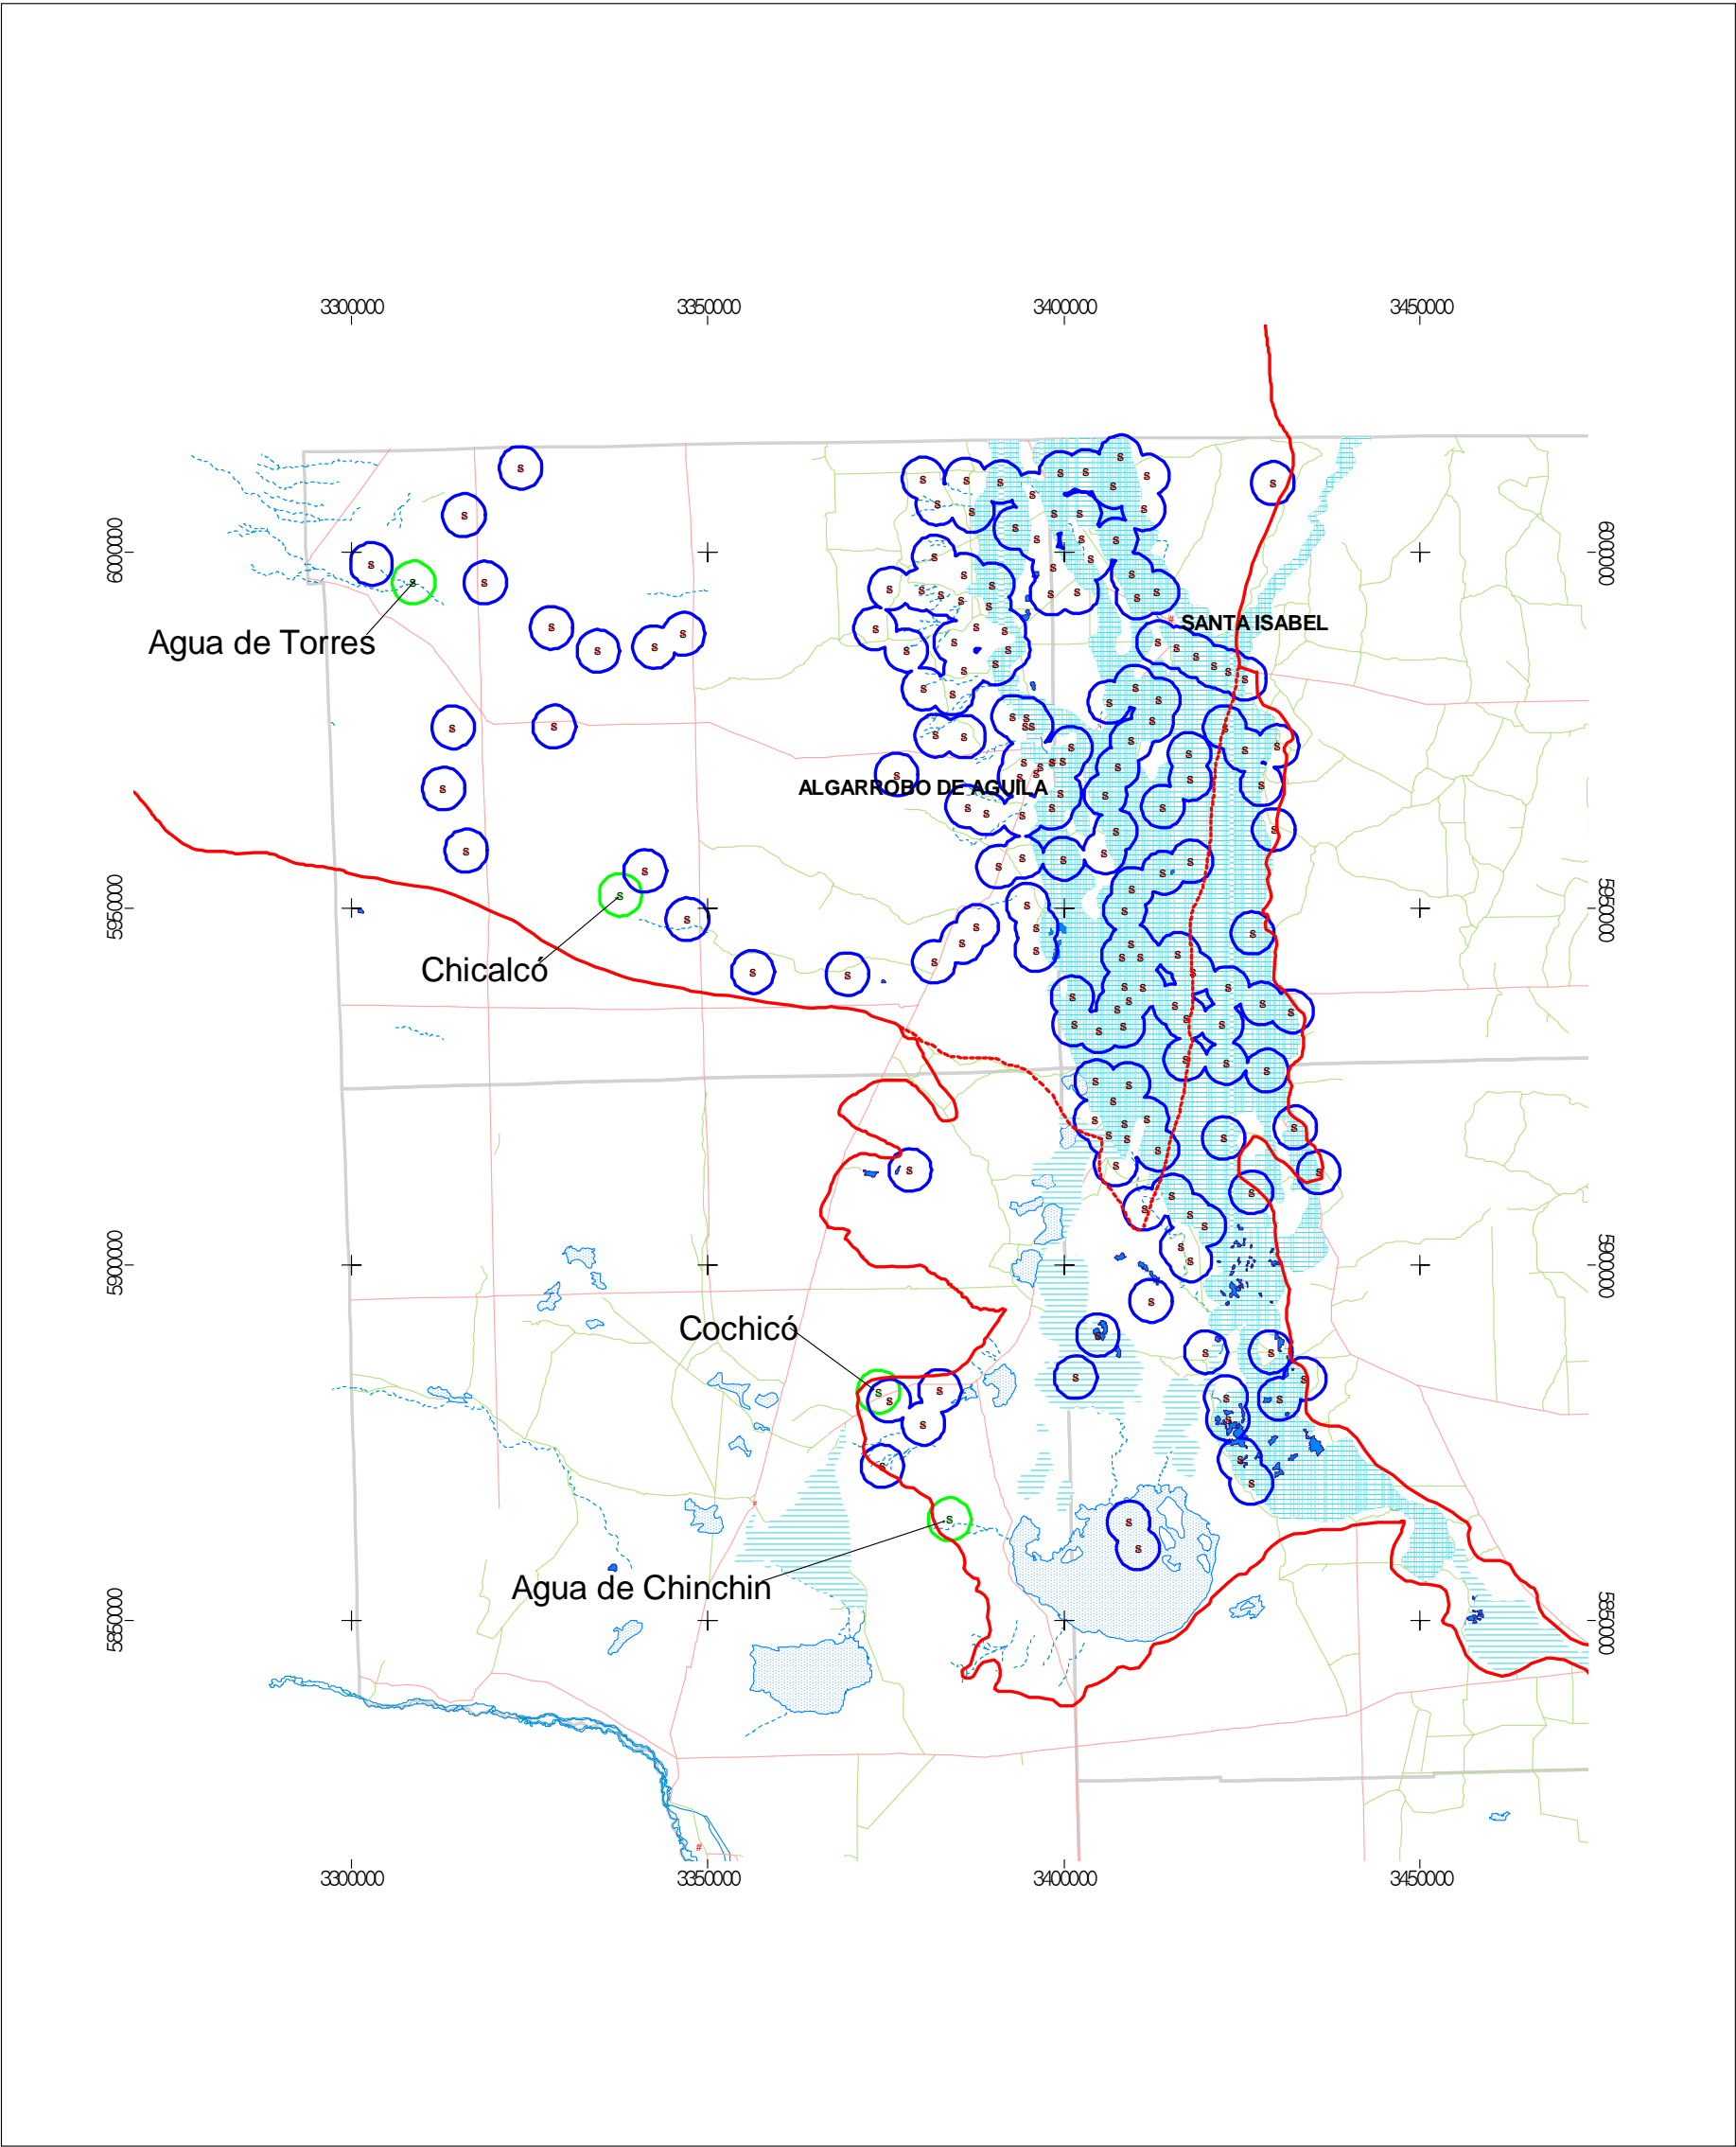 3300000 3350000 3400000 3450000
6000000 6000000
SANTA ISABEL
Agua de Torres
ALGARROBO DE AGUILA
5950000 5950000
Chicalcó
5900000 5900000
Cochicó
Agua de Chinchin
5850000 5850000
3300000 3350000 3400000 3450000